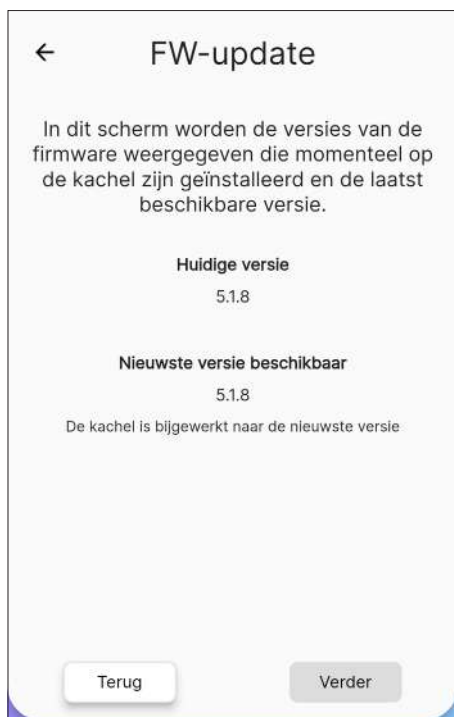 FW-update
In dit scherm worden de versies van de
firmware weergegeven die momenteel op
de kachel zijn geïnstalleerd en de laatst
beschikbare versie.
Huidige versie
5.1.8
Nieuwste versie beschikbaar
5.1.8
De kachel is bijgewerkt naar de nieuwste versie
Terug
Verder